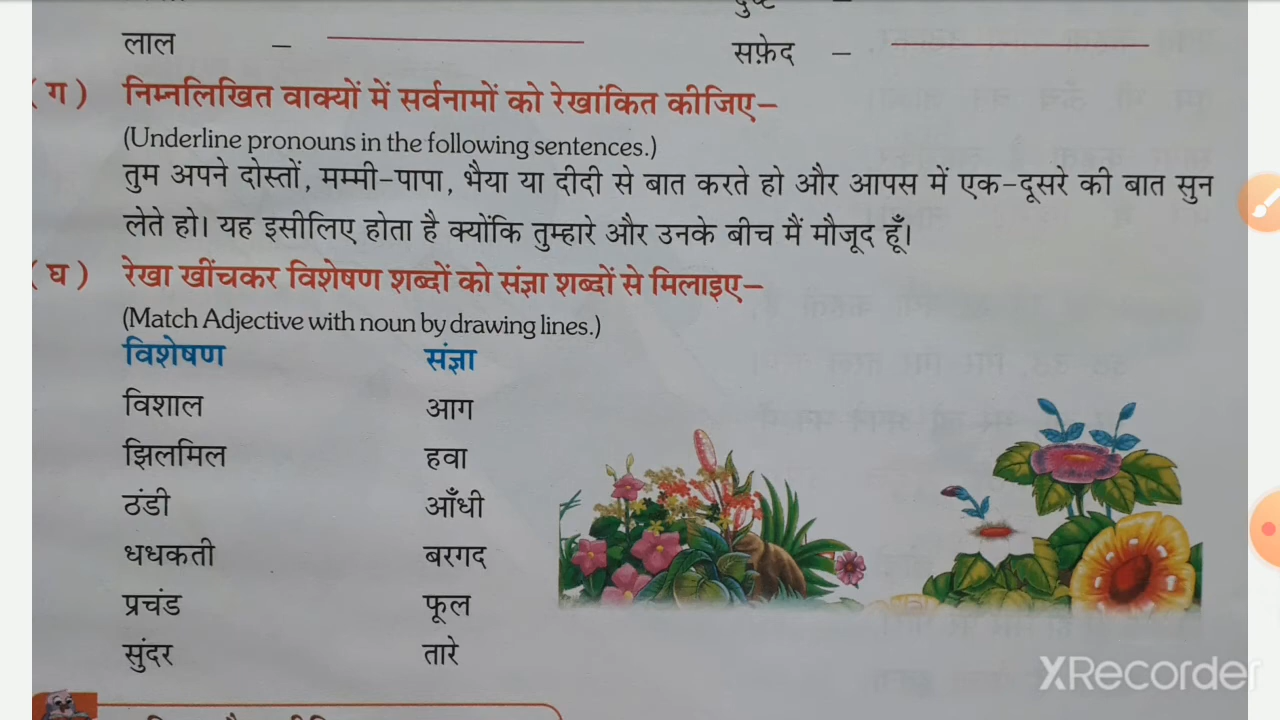 लाल – सफ़ेद –
(ग) निम्नलिखित वाक्यों में सर्वनामों को रेखांकित कीजिए–
(Underline pronouns in the following sentences.)
तुम अपने दोस्तों, मम्मी-पापा, भैया या दीदी से बात करते हो और आपस में एक-दूसरे की बात सुन
लेते हो। यह इसीलिए होता है क्योंकि तुम्हारे और उनके बीच मैं मौजूद हूँ।
(घ) रेखा खींचकर विशेषण शब्दों को संज्ञा शब्दों से मिलाइए–
(Match Adjective with noun by drawing lines.)
विशेषण संज्ञा
विशाल आग
झिलमिल हवा
ठंडी आँधी
धधकती बरगद
प्रचंड फूल
सुंदर तारे
XRecorder